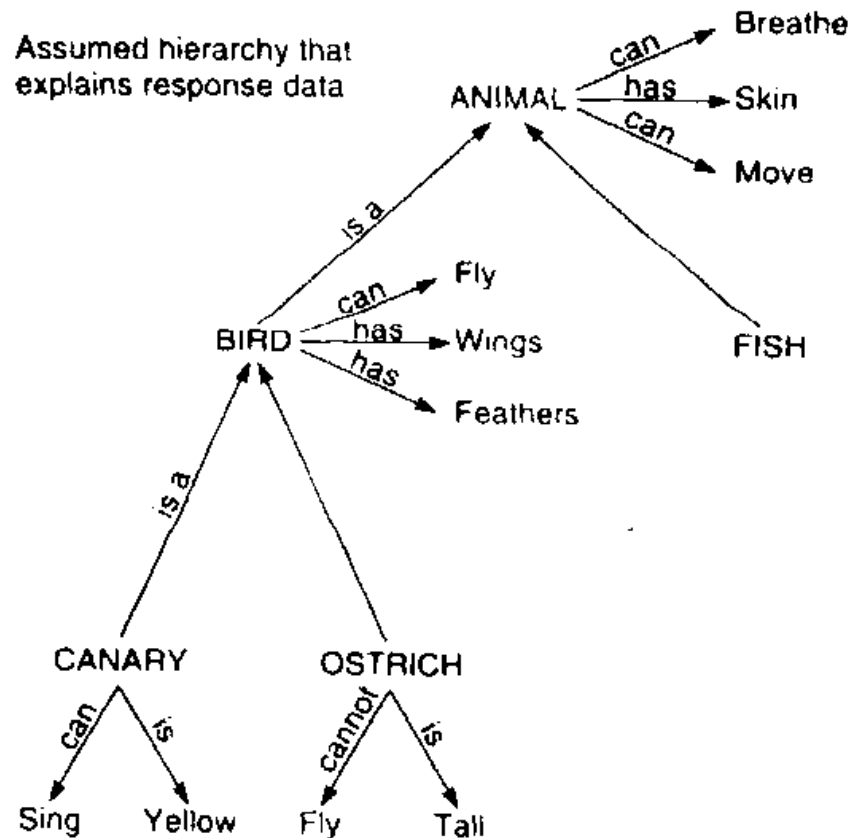 Assumed hierarchy that
explains response data
ANIMAL
can
Breathe
has
Skin
can
Move
is a
BIRD
can
Fly
has
Wings
has
Feathers
FISH
is a
CANARY
OSTRICH
can
is
cannot
is
Sing
Yellow
Fly
Tall